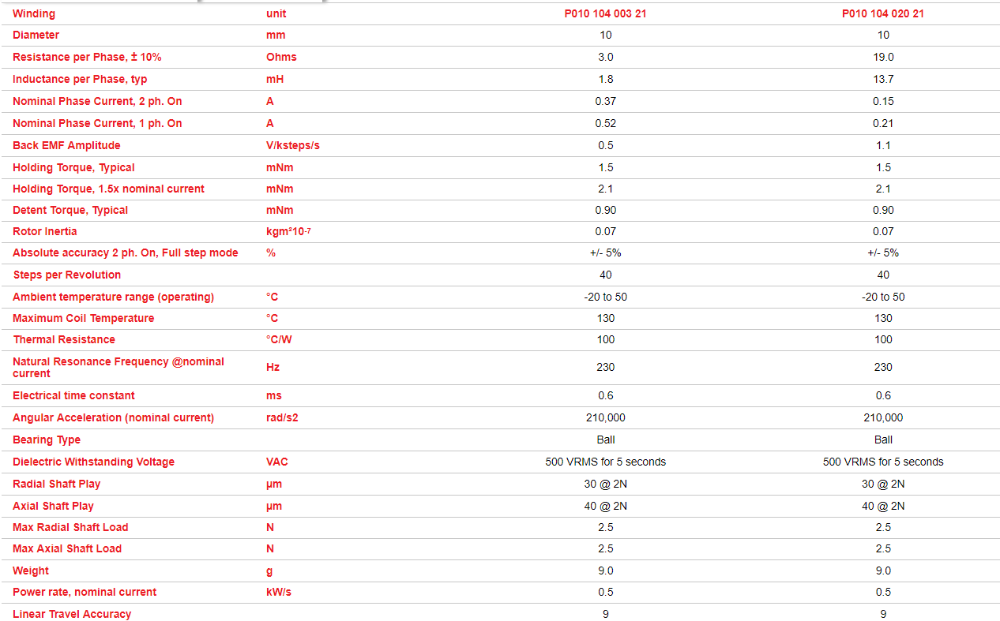 Winding unit P010 104 003 21 P010 104 020 21
Diameter mm 10 10
Resistance per Phase, ± 10% Ohms 3.0 19.0
Inductance per Phase, typ mH 1.8 13.7
Nominal Phase Current, 2 ph. On A 0.37 0.15
Nominal Phase Current, 1 ph. On A 0.52 0.21
Back EMF Amplitude V/ksteps/s 0.5 1.1
Holding Torque, Typical mNm 1.5 1.5
Holding Torque, 1.5x nominal current mNm 2.1 2.1
Detent Torque, Typical mNm 0.90 0.90
Rotor Inertia kgm²10-7 0.07 0.07
Absolute accuracy 2 ph. On, Full step mode % +/- 5% +/- 5%
Steps per Revolution 40 40
Ambient temperature range (operating) °C -20 to 50 -20 to 50
Maximum Coil Temperature °C 130 130
Thermal Resistance °C/W 100 100
Natural Resonance Frequency @nominal
current Hz 230 230
Electrical time constant ms 0.6 0.6
Angular Acceleration (nominal current) rad/s2 210,000 210,000
Bearing Type Ball Ball
Dielectric Withstanding Voltage VAC 500 VRMS for 5 seconds 500 VRMS for 5 seconds
Radial Shaft Play µm 30 @ 2N 30 @ 2N
Axial Shaft Play µm 40 @ 2N 40 @ 2N
Max Radial Shaft Load N 2.5 2.5
Max Axial Shaft Load N 2.5 2.5
Weight g 9.0 9.0
Power rate, nominal current kW/s 0.5 0.5
Linear Travel Accuracy 9 9